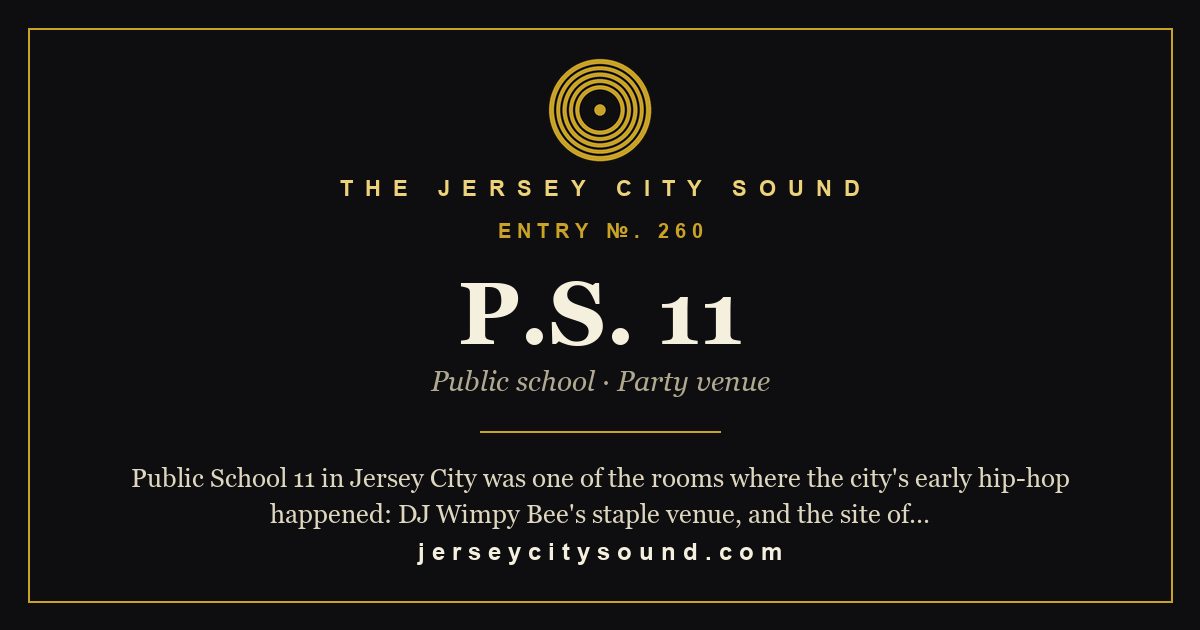 THE JERSEY CITY SOUND
ENTRY №. 260
P.S. 11
Public school · Party venue
Public School 11 in Jersey City was one of the rooms where the city's early hip-hop
happened: DJ Wimpy Bee's staple venue, and the site of...
jerseycitysound.com